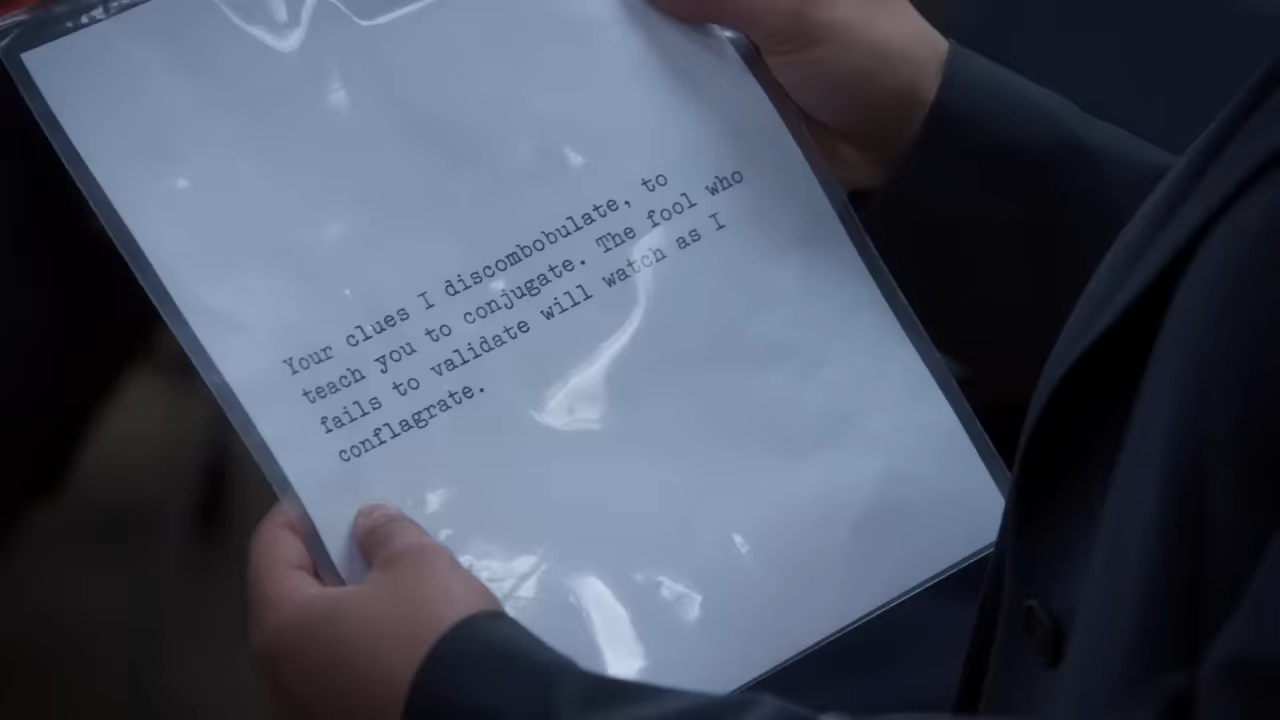 Your clues I discombobulate, to
teach you to conjugate. The fool who
fails to validate will watch as I
conflagrate.